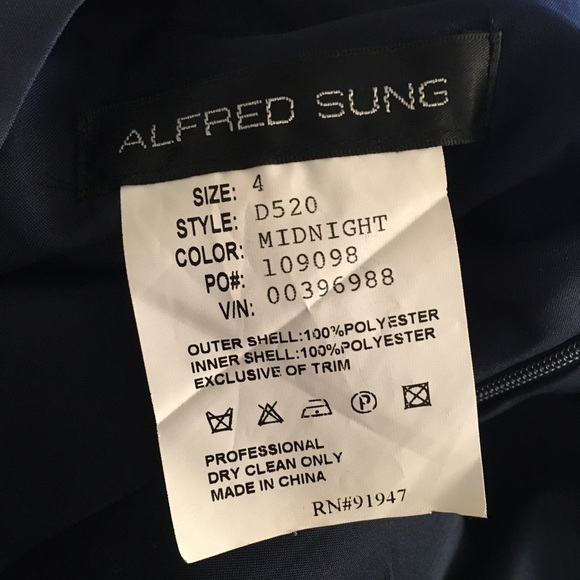 ALFRED SUNG
SIZE: 4
STYLE: D520
COLOR: MIDNIGHT
PO#: 109098
V/N: 00396988
OUTER SHELL:100%POLYESTER
INNER SHELL:100%POLYESTER
EXCLUSIVE OF TRIM
P
PROFESSIONAL
DRY CLEAN ONLY
MADE IN CHINA
RN#91947